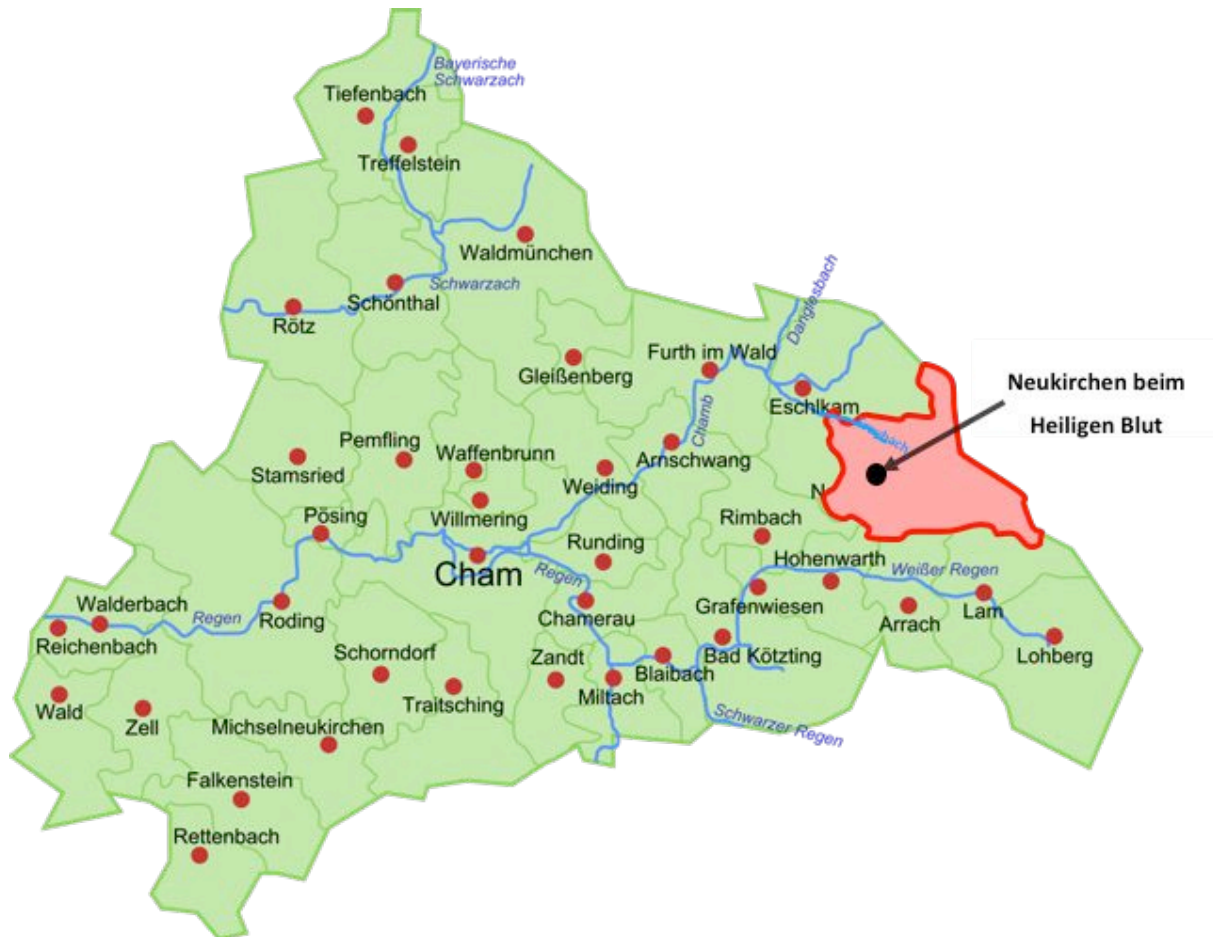 Bayerische
Schwarzach
Tiefenbach
Treffelstein
Waldmünchen
Schwarzach
Schönthal
Rötz
Danglesbach
Furth im Wald
Gleißenberg
Eschlkam
Neukirchen beim
Heiligen Blut
Chamb
Pemfling
Waffenbrunn
Arnschwang
bach
Stamsried
Weiding
N
Pösing
Willmering
Rimbach
Runding
Hohenwarth
Cham
Regen
Weißer Regen
Walderbach
Regen
Roding
Chamerau
Grafenwiesen
Lam
Reichenbach
Arrach
Schorndorf
Zandt
Bad Kötzting
Lohberg
Blaibach
Wald
Traitsching
Miltach
Zell
Michselneukirchen
Schwarzer Regen
Falkenstein
Rettenbach